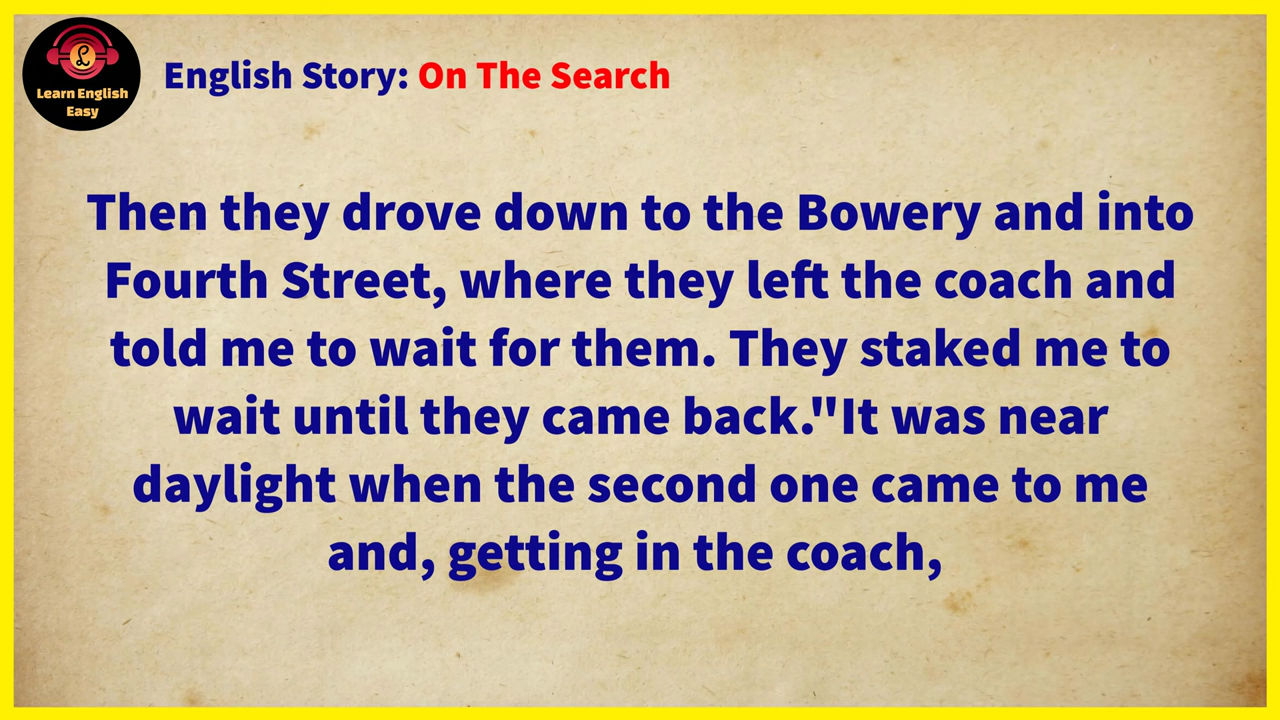 Learn English
Easy
English Story: On The Search
Then they drove down to the Bowery and into
Fourth Street, where they left the coach and
told me to wait for them. They staked me to
wait until they came back."It was near
daylight when the second one came to me
and, getting in the coach,